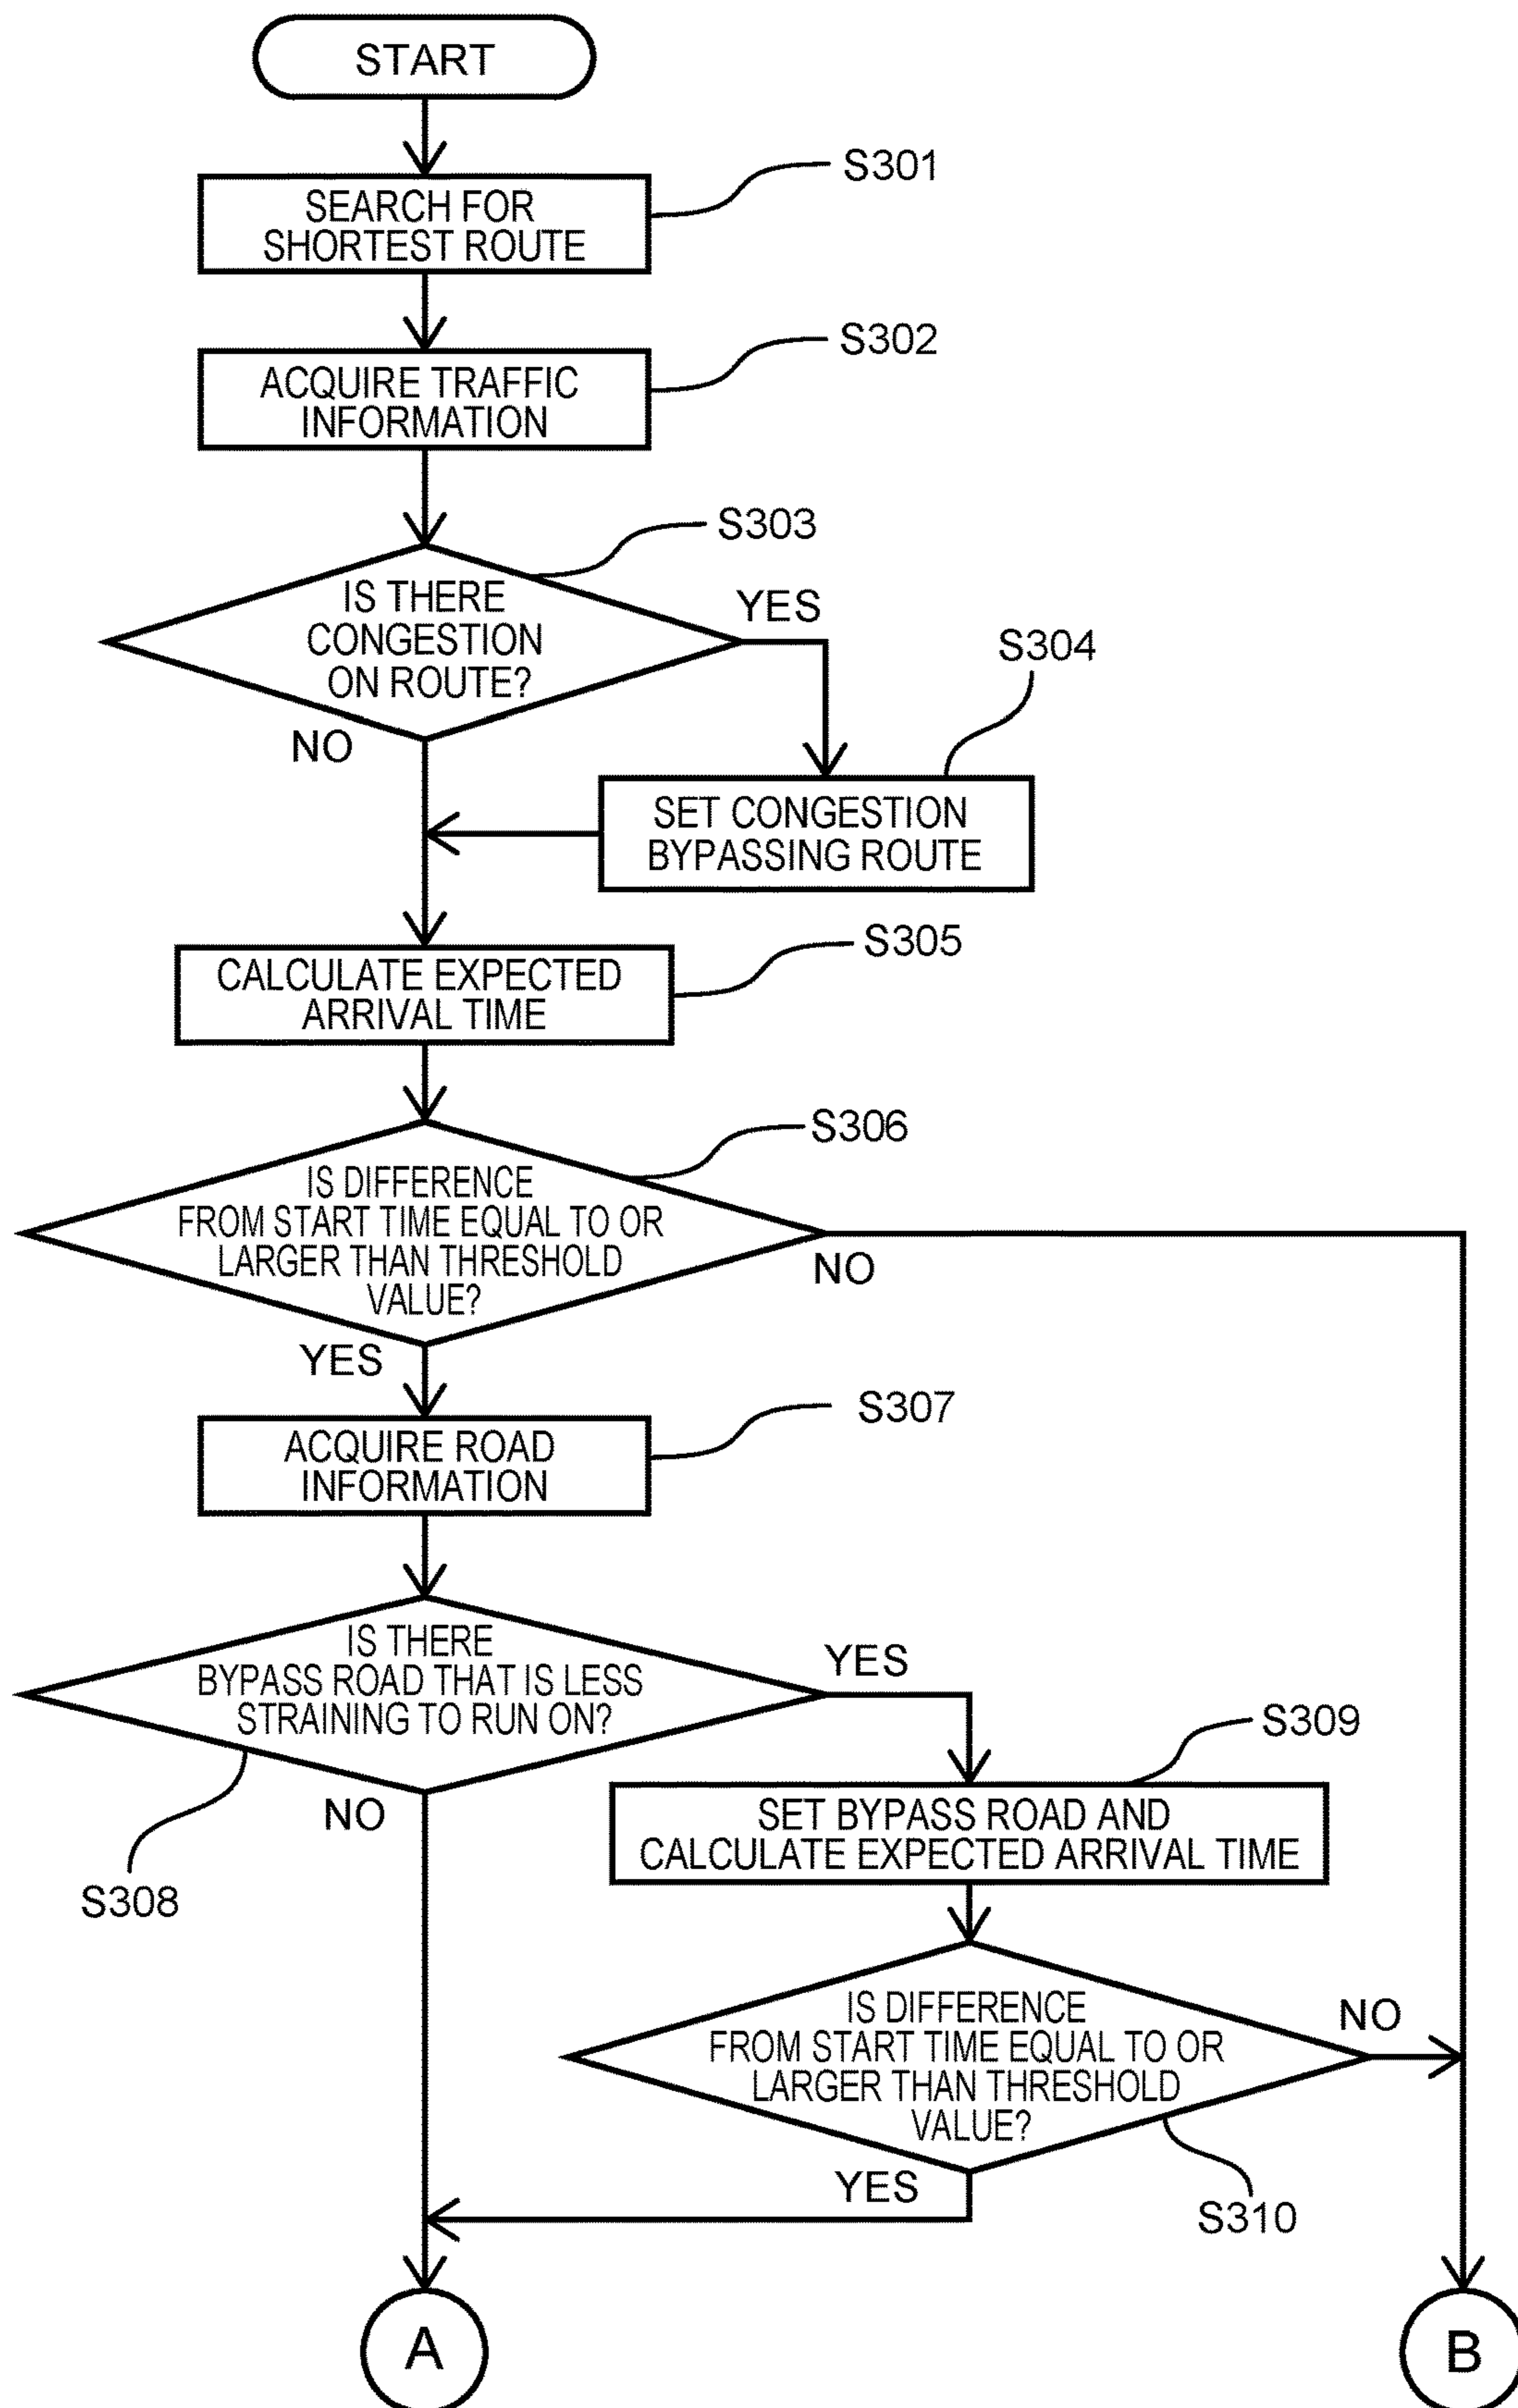 START
S301
SEARCH FOR
SHORTEST ROUTE
S302
ACQUIRE TRAFFIC
INFORMATION
S303
IS THERE
CONGESTION
ON ROUTE?
YES
NO
S304
SET CONGESTION
BYPASSING ROUTE
S305
CALCULATE EXPECTED
ARRIVAL TIME
S306
IS DIFFERENCE
FROM START TIME EQUAL TO OR
LARGER THAN THRESHOLD
VALUE?
NO
YES
S307
ACQUIRE ROAD
INFORMATION
IS THERE
BYPASS ROAD THAT IS LESS
STRAINING TO RUN ON?
YES
NO
S308
S309
SET BYPASS ROAD AND
CALCULATE EXPECTED ARRIVAL TIME
IS DIFFERENCE
FROM START TIME EQUAL TO OR
LARGER THAN THRESHOLD
VALUE?
NO
YES
S310
A
B